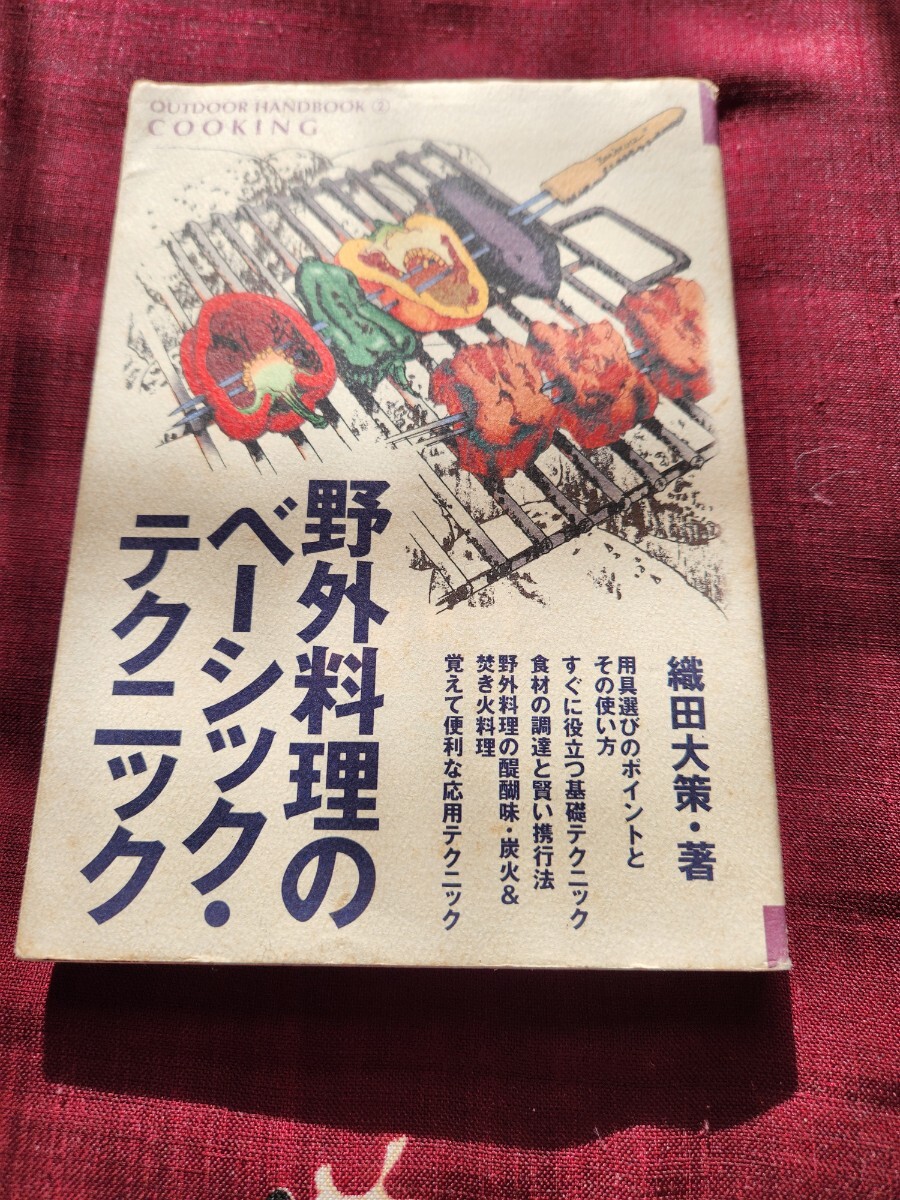 OUTDOOR HANDBOOK 2
COOKING
野外料理の
ベーシック・
テクニック
織田大策・著
用具選びのポイントと
その使い方
すぐに役立つ基礎テクニック
食材の調達と賢い携行法
野外料理の醍醐味・炭火&
焚き火料理
覚えて便利な応用テクニック